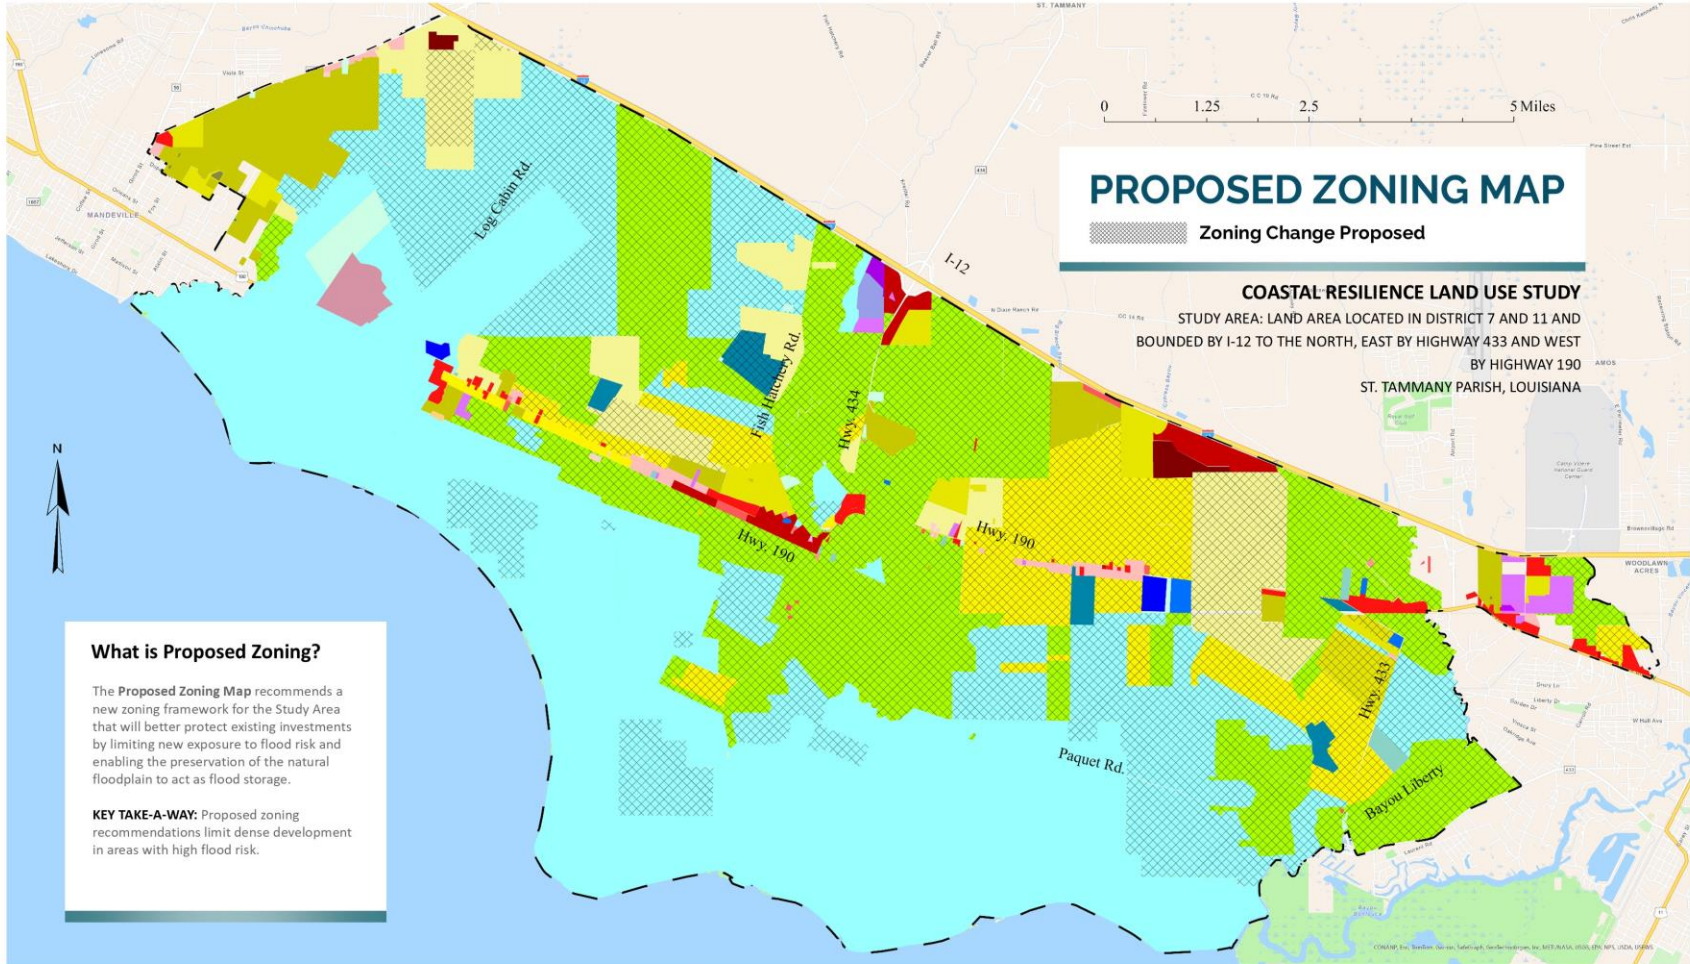 ST. TAMMANY
0 1.25 2.5 5 Miles
PROPOSED ZONING MAP
Zoning Change Proposed
COASTAL RESILIENCE LAND USE STUDY
STUDY AREA: LAND AREA LOCATED IN DISTRICT 7 AND 11 AND
BOUNDED BY I-12 TO THE NORTH, EAST BY HIGHWAY 433 AND WEST
BY HIGHWAY 190
ST. TAMMANY PARISH, LOUISIANA
MANDEVILLE
Log Cabin Rd.
I-12
Fish Hatchery Rd.
Hwy. 434
AMOS
N
Hwy. 190
Hwy. 190
WOODLAWN
ACRES
Hwy. 433
Paquet Rd.
Bayou Liberty
What is Proposed Zoning?
The Proposed Zoning Map recommends a
new zoning framework for the Study Area
that will better protect existing investments
by limiting new exposure to flood risk and
enabling the preservation of the natural
floodplain to act as flood storage.
KEY TAKE-A-WAY: Proposed zoning
recommendations limit dense development
in areas with high flood risk.